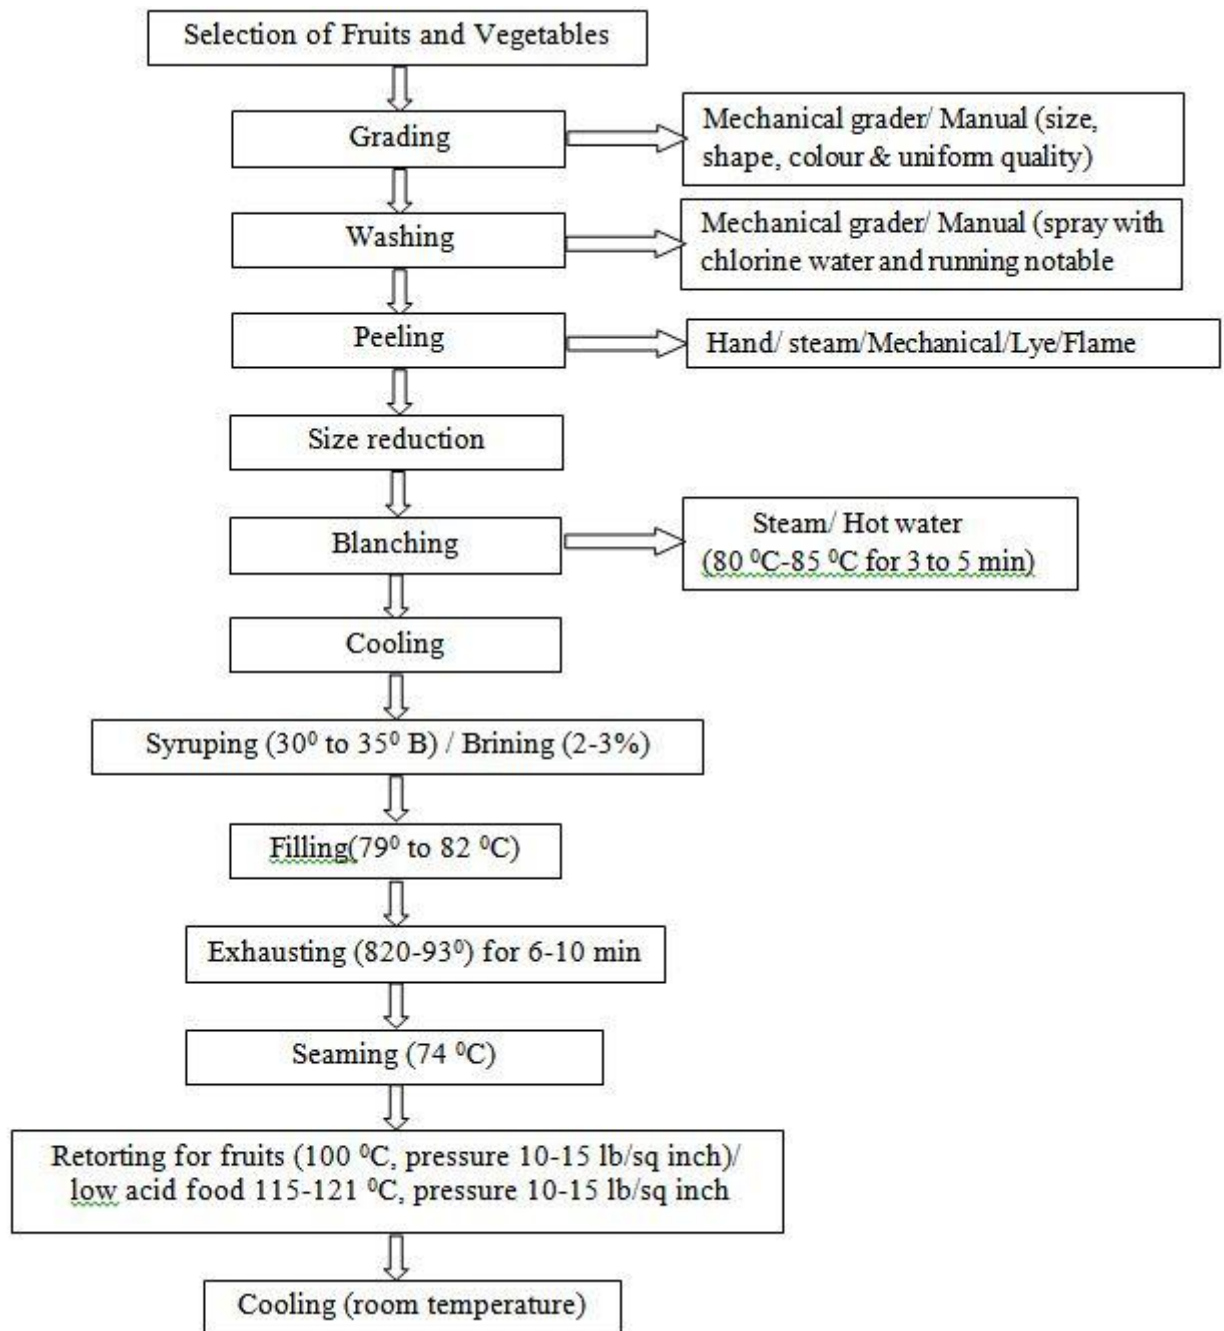 Selection of Fruits and Vegetables
Grading
Mechanical grader/ Manual (size,
shape, colour & uniform quality)
Washing
Mechanical grader/ Manual (spray with
chlorine water and running notable
Peeling
Hand/ steam/Mechanical/Lye/Flame
Size reduction
Blanching
Steam/ Hot water
(80 ⁰C-85 ⁰C for 3 to 5 min)
Cooling
Syruping (30⁰ to 35⁰ B) / Brining (2-3%)
Filling(79⁰ to 82 ⁰C)
Exhausting (820-93⁰) for 6-10 min
Seaming (74 ⁰C)
Retorting for fruits (100 ⁰C, pressure 10-15 lb/sq inch)/
low acid food 115-121 ⁰C, pressure 10-15 lb/sq inch
Cooling (room temperature)